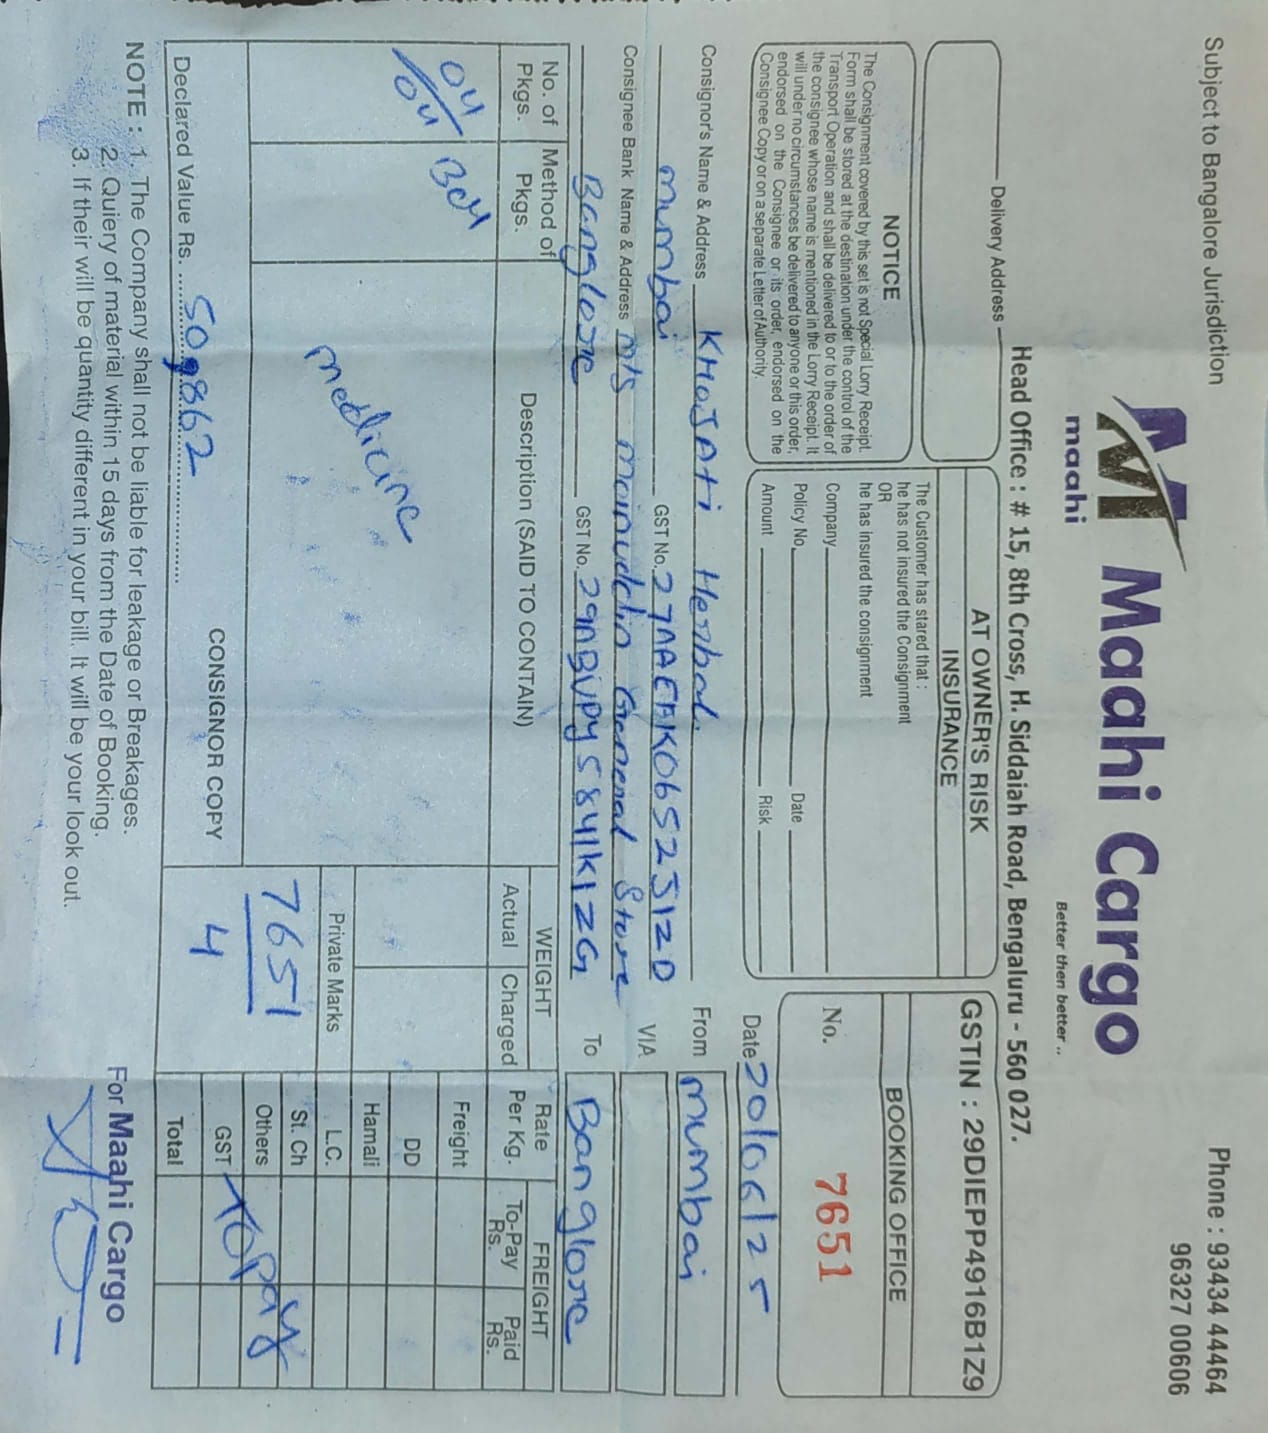 Subject to Bangalore Jurisdiction
Phone : 93434 44464
96327 00606
M Maahi Cargo
maahi
Better then better ..
Head Office : # 15, 8th Cross, H. Siddaiah Road, Bengaluru - 560 027.
Delivery Address
AT OWNER'S RISK
INSURANCE
GSTIN : 29DIEPP4916B1Z9
BOOKING OFFICE
NOTICE
The Consignment covered by this set is not Special Lorry Receipt.
Form shall be stored at the destination under the control of the
Transport Operation and shall be delivered to or to the order of
the consignee whose name is mentioned in the Lorry Receipt. It
will under no circumstances be delivered to anyone or this order,
endorsed on the Consignee or its order, endorsed on the
Consignee Copy or on a separate Letter of Authority.
The Customer has stared that :
he has not insured the Consignment
OR
he has insured the consignment
Company
Policy No. Date
Amount Risk
No. 7651
Date 20/06/25
Consignor's Name & Address KHOJAti Herbal.
From mumbai
mumbai GST No. 27AAEFK0652J1ZD
VIA
Consignee Bank Name & Address m/s mainuddin General Store
Banglore GST No. 29ABVPY5841K1ZG
To Banglore
No. of Pkgs.
Method of Pkgs.
Description (SAID TO CONTAIN)
WEIGHT
Actual Charged
Rate Per Kg.
FREIGHT
To-Pay Rs.
Paid Rs.
04/04
Box
medicine
Freight
DD
Hamali
Private Marks
L.C.
7651
4
St. Ch
Others
GST
Total
Topay
Declared Value Rs. 50,862
CONSIGNOR COPY
NOTE : 1. The Company shall not be liable for leakage or Breakages.
2. Quiery of material within 15 days from the Date of Booking.
3. If their will be quantity different in your bill. It will be your look out.
For Maahi Cargo